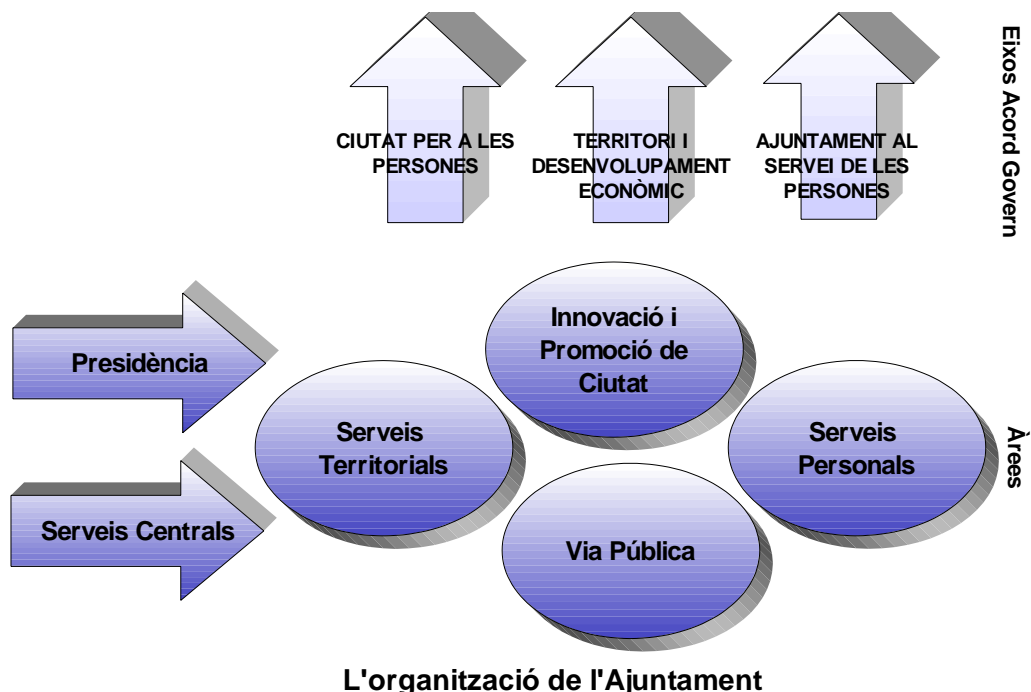 CIUTAT PER A LES
PERSONES
TERRITORI I
DESENVOLUPAMENT
ECONÒMIC
AJUNTAMENT AL
SERVEI DE LES
PERSONES
Eixos Acord Govern
Presidència
Serveis Centrals
Innovació i
Promoció de
Ciutat
Serveis
Territorials
Serveis
Personals
Via Pública
Àrees
L'organització de l'Ajuntament